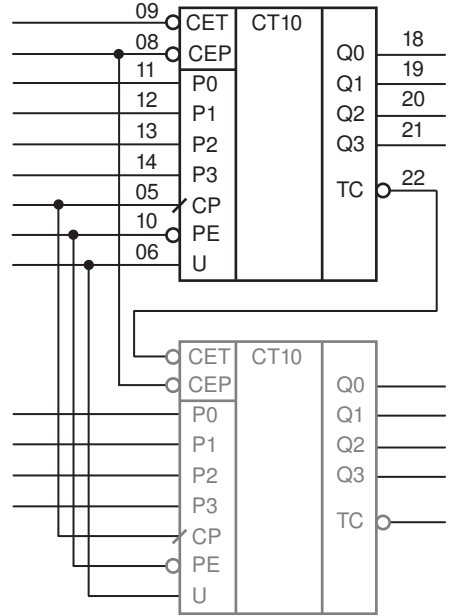 09 CET CT10
08 CEP Q0 18
11 P0 Q1 19
12 P1 Q2 20
13 P2 Q3 21
14 P3 TC 22
05 CP
10 PE
06 U
CET CT10
CEP Q0
P0 Q1
P1 Q2
P2 Q3
P3 TC
CP
PE
U